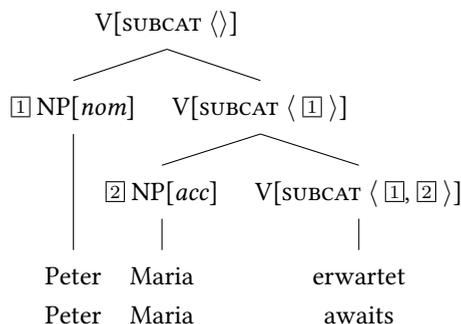 V[SUBCAT ⟨⟩]
[1] NP[nom] V[SUBCAT ⟨ [1] ⟩]
[2] NP[acc] V[SUBCAT ⟨ [1], [2] ⟩]
Peter Maria erwartet
Peter Maria awaits